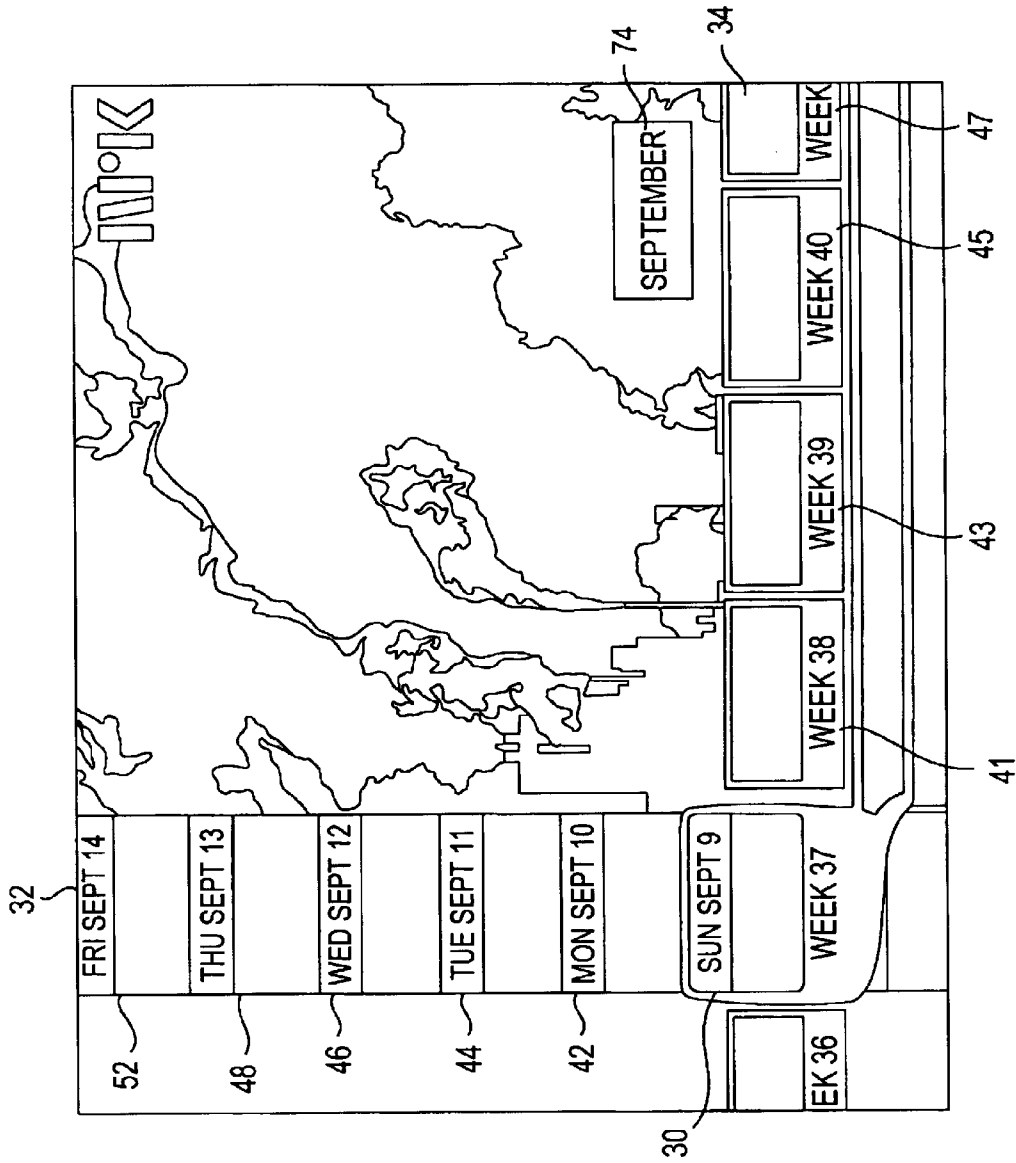 32
FRI SEPT 14
52
THU SEPT 13
48
WED SEPT 12
46
TUE SEPT 11
44
MON SEPT 10
42
SEPTEMBER
74
SUN SEPT 9
30
34
EK 36
WEEK 37
WEEK 38
WEEK 39
WEEK 40
WEEK
41
43
45
47